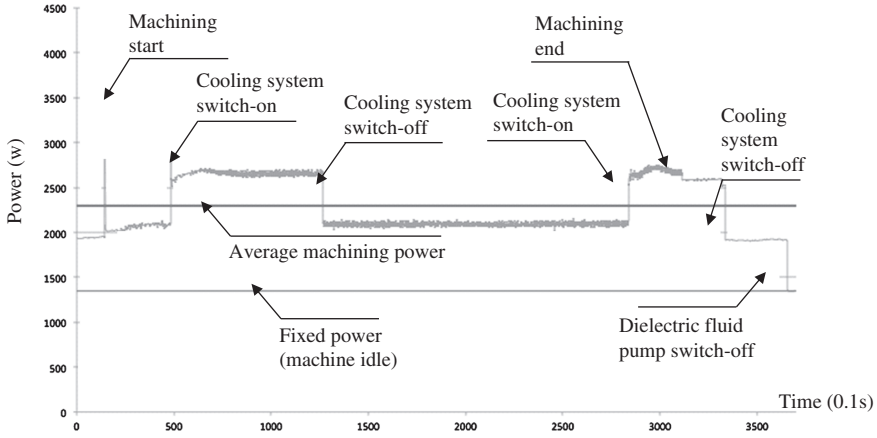 4500
4000
3500
3000
2500
2000
1500
1000
500
0
Power (w)
Machining
start
Cooling system
switch-on
Cooling system
switch-off
Cooling system
switch-on
Machining
end
Cooling
system
switch-off
Average machining power
Fixed power
(machine idle)
Dielectric fluid
pump switch-off
Time (0.1s)
0 500 1000 1500 2000 2500 3000 3500